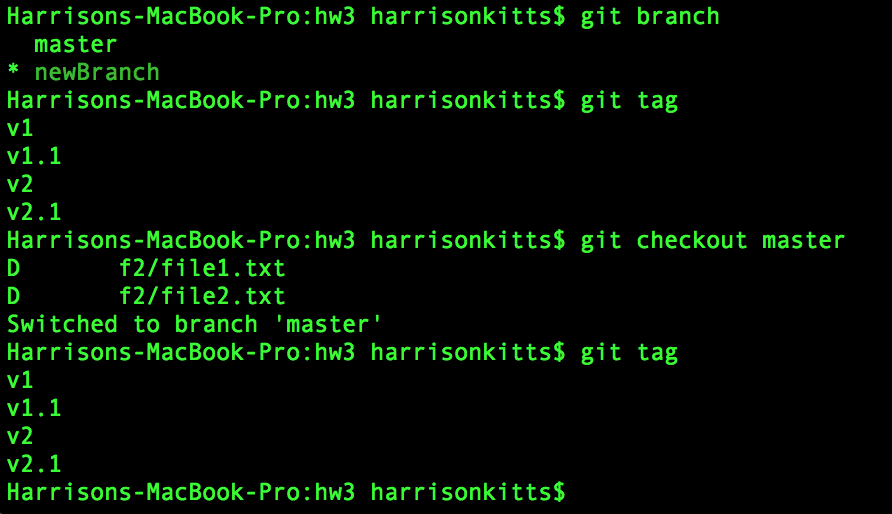 Harrisons-MacBook-Pro:hw3 harrisonkitts$ git branch
  master
* newBranch
Harrisons-MacBook-Pro:hw3 harrisonkitts$ git tag
v1
v1.1
v2
v2.1
Harrisons-MacBook-Pro:hw3 harrisonkitts$ git checkout master
D       f2/file1.txt
D       f2/file2.txt
Switched to branch 'master'
Harrisons-MacBook-Pro:hw3 harrisonkitts$ git tag
v1
v1.1
v2
v2.1
Harrisons-MacBook-Pro:hw3 harrisonkitts$